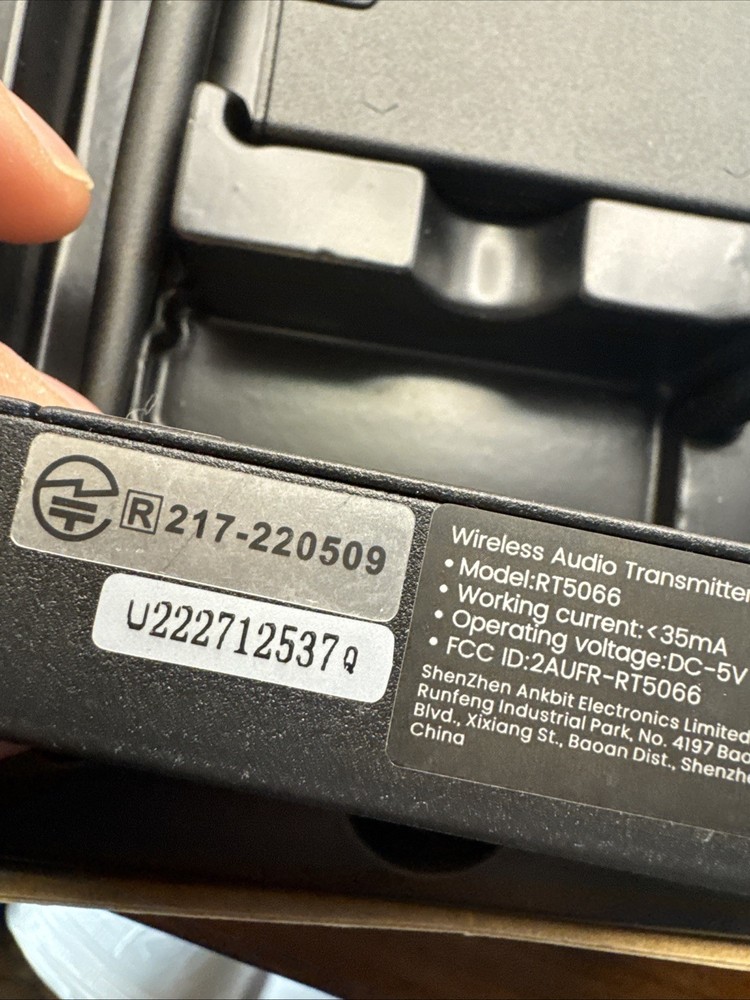 R 217-220509
U222712537Q
Wireless Audio Transmitter
• Model:RT5066
• Working current:<35mA
• Operating voltage:DC-5V
• FCC ID:2AUFR-RT5066
ShenZhen Ankbit Electronics Limited
Runfeng Industrial Park, No. 4197
Blvd., Xixiang St., Baoan Dist.,
China